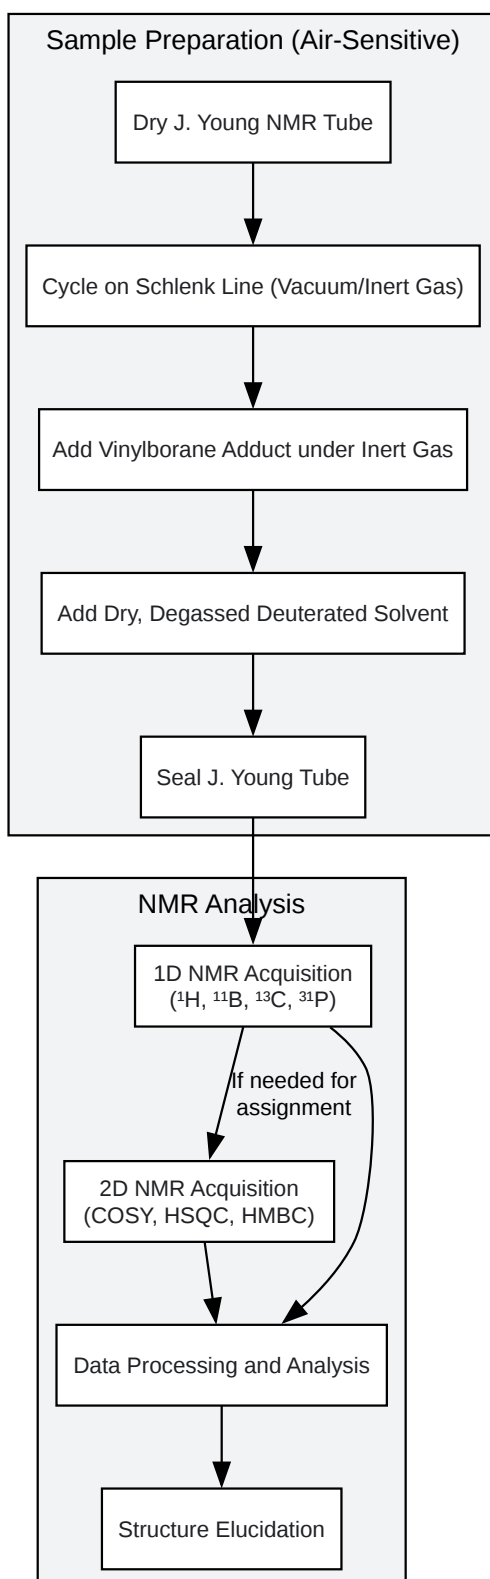 Sample Preparation (Air-Sensitive)
Dry J. Young NMR Tube
Cycle on Schlenk Line (Vacuum/Inert Gas)
Add Vinylborane Adduct under Inert Gas
Add Dry, Degassed Deuterated Solvent
Seal J. Young Tube
NMR Analysis
1D NMR Acquisition
(¹H, ¹¹B, ¹³C, ³¹P)
If needed for
assignment
2D NMR Acquisition
(COSY, HSQC, HMBC)
Data Processing and Analysis
Structure Elucidation